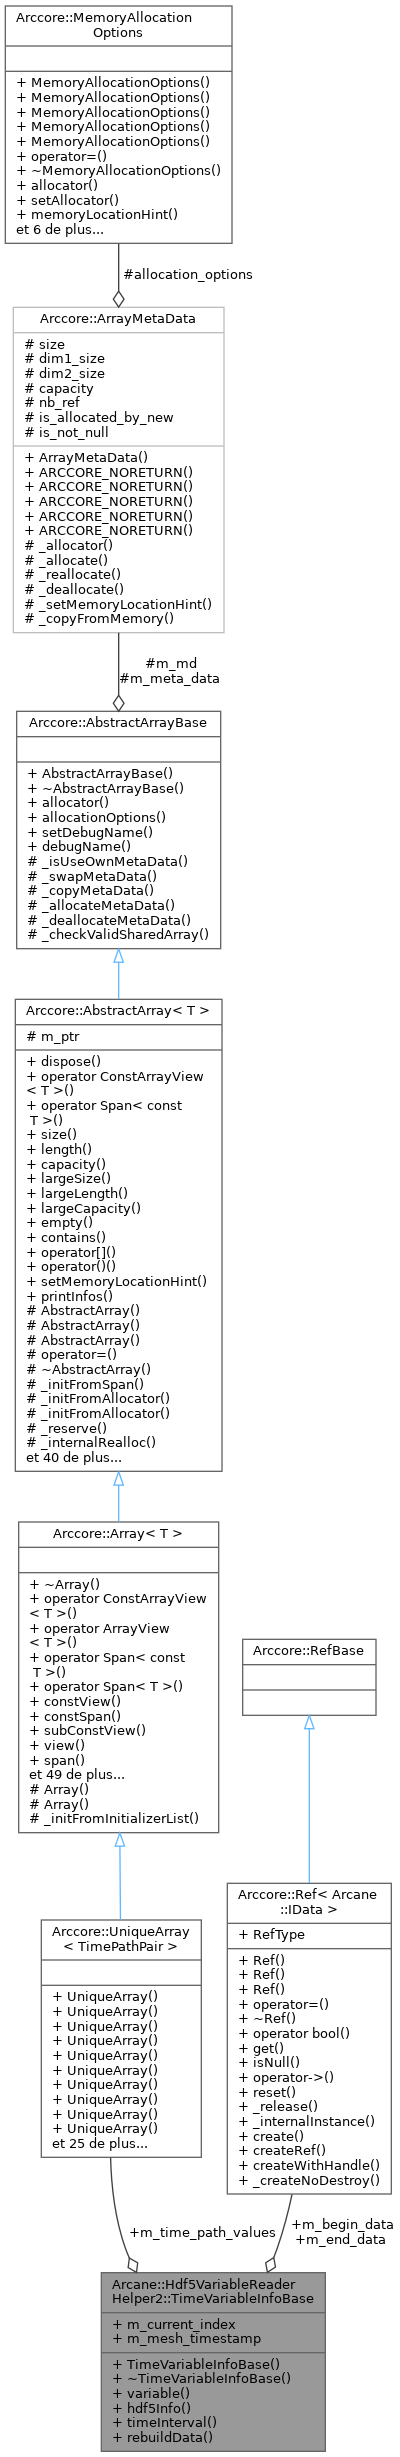 Arccore::MemoryAllocation
Options
+ MemoryAllocationOptions()
+ MemoryAllocationOptions()
+ MemoryAllocationOptions()
+ MemoryAllocationOptions()
+ MemoryAllocationOptions()
+ operator=()
+ ~MemoryAllocationOptions()
+ allocator()
+ setAllocator()
+ memoryLocationHint()
et 6 de plus...
#allocation_options
Arccore::ArrayMetaData
# size
# dim1_size
# dim2_size
# capacity
# nb_ref
# is_allocated_by_new
# is_not_null
+ ArrayMetaData()
+ ARCCORE_NORETURN()
+ ARCCORE_NORETURN()
+ ARCCORE_NORETURN()
+ ARCCORE_NORETURN()
+ ARCCORE_NORETURN()
# _allocator()
# _allocate()
# _reallocate()
# _deallocate()
# _setMemoryLocationHint()
# _copyFromMemory()
#m_md
#m_meta_data
Arccore::AbstractArrayBase
+ AbstractArrayBase()
+ ~AbstractArrayBase()
+ allocator()
+ allocationOptions()
+ setDebugName()
+ debugName()
# _isUseOwnMetaData()
# _swapMetaData()
# _copyMetaData()
# _allocateMetaData()
# _deallocateMetaData()
# _checkValidSharedArray()
Arccore::AbstractArray< T >
# m_ptr
+ dispose()
+ operator ConstArrayView
< T >()
+ operator Span< const
T >()
+ size()
+ length()
+ capacity()
+ largeSize()
+ largeLength()
+ largeCapacity()
+ empty()
+ contains()
+ operator[]()
+ operator()()
+ setMemoryLocationHint()
+ printInfos()
# AbstractArray()
# AbstractArray()
# AbstractArray()
# operator=()
# ~AbstractArray()
# _initFromSpan()
# _initFromAllocator()
# _initFromAllocator()
# _reserve()
# _internalRealloc()
et 40 de plus...
Arccore::Array< T >
+ ~Array()
+ operator ConstArrayView
< T >()
+ operator ArrayView
< T >()
+ operator Span< const
T >()
+ operator Span< T >()
+ constView()
+ constSpan()
+ subConstView()
+ view()
+ span()
et 49 de plus...
# Array()
# Array()
# _initFromInitializerList()
Arccore::RefBase
Arccore::UniqueArray
< TimePathPair >
+ UniqueArray()
+ UniqueArray()
+ UniqueArray()
+ UniqueArray()
+ UniqueArray()
+ UniqueArray()
+ UniqueArray()
+ UniqueArray()
+ UniqueArray()
+ UniqueArray()
et 25 de plus...
Arccore::Ref< Arcane
::IData >
+ RefType
+ Ref()
+ Ref()
+ Ref()
+ operator=()
+ ~Ref()
+ operator bool()
+ get()
+ isNull()
+ operator->()
+ reset()
+ _release()
+ _internalInstance()
+ create()
+ createRef()
+ createWithHandle()
+ _createNoDestroy()
+m_time_path_values
+m_begin_data
+m_end_data
Arcane::Hdf5VariableReader
Helper2::TimeVariableInfoBase
+ m_current_index
+ m_mesh_timestamp
+ TimeVariableInfoBase()
+ ~TimeVariableInfoBase()
+ variable()
+ hdf5Info()
+ timeInterval()
+ rebuildData()